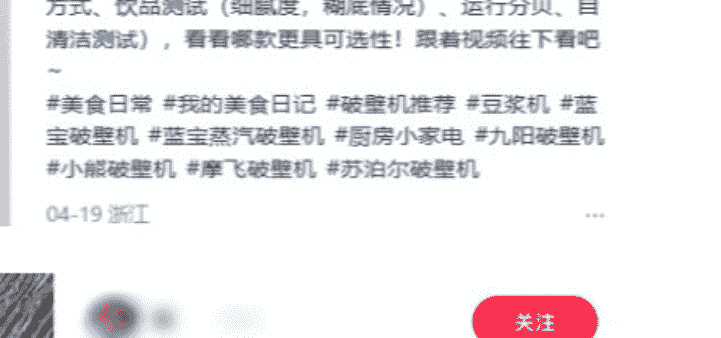 方式、饮品测试（细腻度，糊底情况）、运行分贝、自
清洁测试），看看哪款更具可选性！跟着视频往下看吧
~
#美食日常 #我的美食日记 #破壁机推荐 #豆浆机 #蓝
宝破壁机 #蓝宝蒸汽破壁机 #厨房小家电 #九阳破壁机
#小熊破壁机 #摩飞破壁机 #苏泊尔破壁机
04-19 浙江
关注